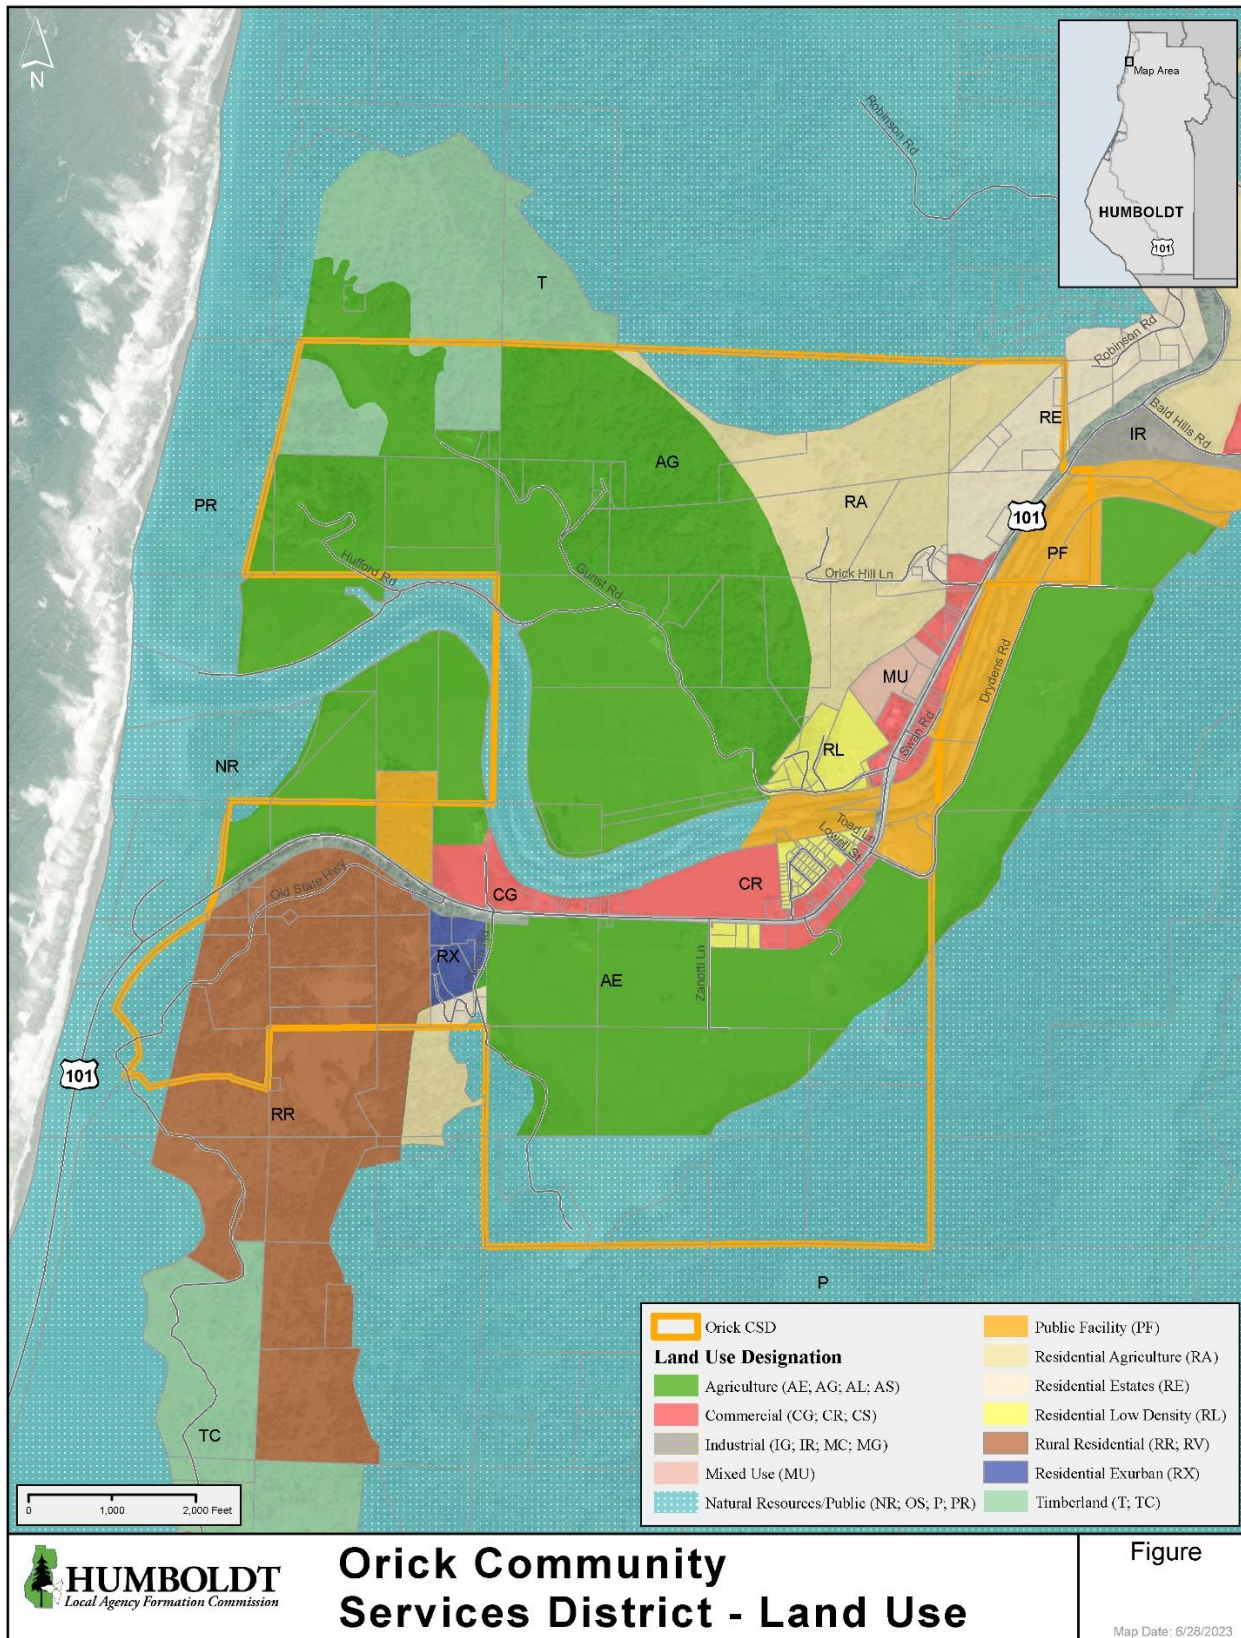 N
Map Area
HUMBOLDT
101
Robinson Rd
T
Robinson Rd
RE
Bald Hills Rd
IR
AG
PR
RA
101
PF
Hufford Rd
Gunst Rd
Orick Hill Ln
MU
Drydens Rd
Swan Rd
RL
NR
Toad Ln
Lowell St
Old State Hwy
CG
CR
RX
AE
Zanotti Ln
101
RR
P
TC
Orick CSD
Land Use Designation
Agriculture (AE; AG; AL; AS)
Commercial (CG; CR; CS)
Industrial (IG; IR; MC; MG)
Mixed Use (MU)
Natural Resources/Public (NR; OS; P; PR)
Public Facility (PF)
Residential Agriculture (RA)
Residential Estates (RE)
Residential Low Density (RL)
Rural Residential (RR; RV)
Residential Exurban (RX)
Timberland (T; TC)
0 1,000 2,000 Feet
HUMBOLDT
Local Agency Formation Commission
Orick Community
Services District - Land Use
Figure
Map Date: 6/28/2023